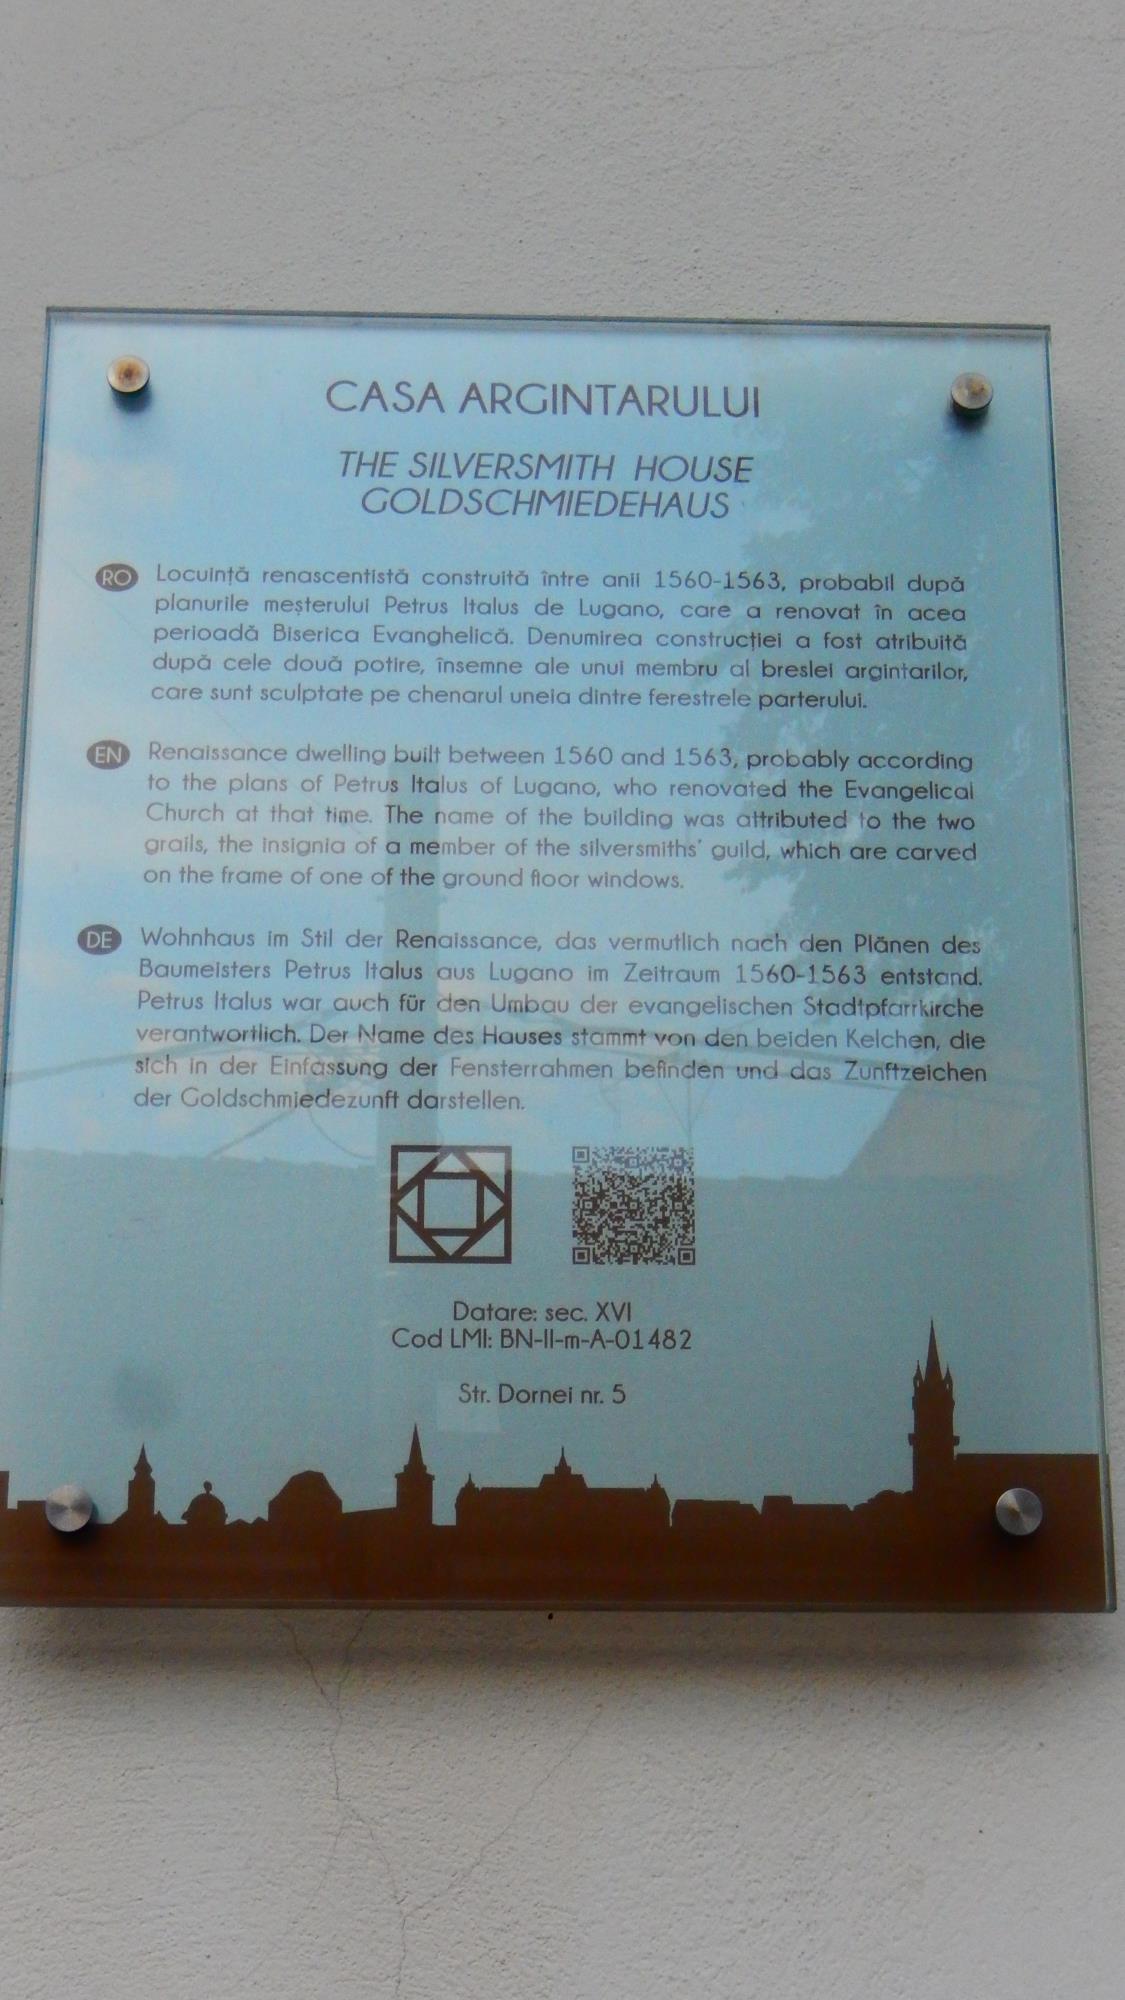 CASA ARGINTARULUI
THE SILVERSMITH HOUSE
GOLDSCHMIEDEHAUS
RO Locuință renascentistă construită între anii 1560-1563, probabil după
planurile meșterului Petrus Italus de Lugano, care a renovat în acea
perioadă Biserica Evanghelică. Denumirea construcției a fost atribuită
după cele două potire, însemne ale unui membru al breslei argintarilor,
care sunt sculptate pe chenarul uneia dintre ferestrele parterului.
EN Renaissance dwelling built between 1560 and 1563, probably according
to the plans of Petrus Italus of Lugano, who renovated the Evangelical
Church at that time. The name of the building was attributed to the two
grails, the insignia of a member of the silversmiths' guild, which are carved
on the frame of one of the ground floor windows.
DE Wohnhaus im Stil der Renaissance, das vermutlich nach den Plänen des
Baumeisters Petrus Italus aus Lugano im Zeitraum 1560-1563 entstand.
Petrus Italus war auch für den Umbau der evangelischen Stadtpfarrkirche
verantwortlich. Der Name des Hauses stammt von den beiden Kelchen, die
sich in der Einfassung der Fensterrahmen befinden und das Zunftzeichen
der Goldschmiedezunft darstellen.
Datare: sec. XVI
Cod LMI: BN-II-m-A-01482
Str. Dornei nr. 5